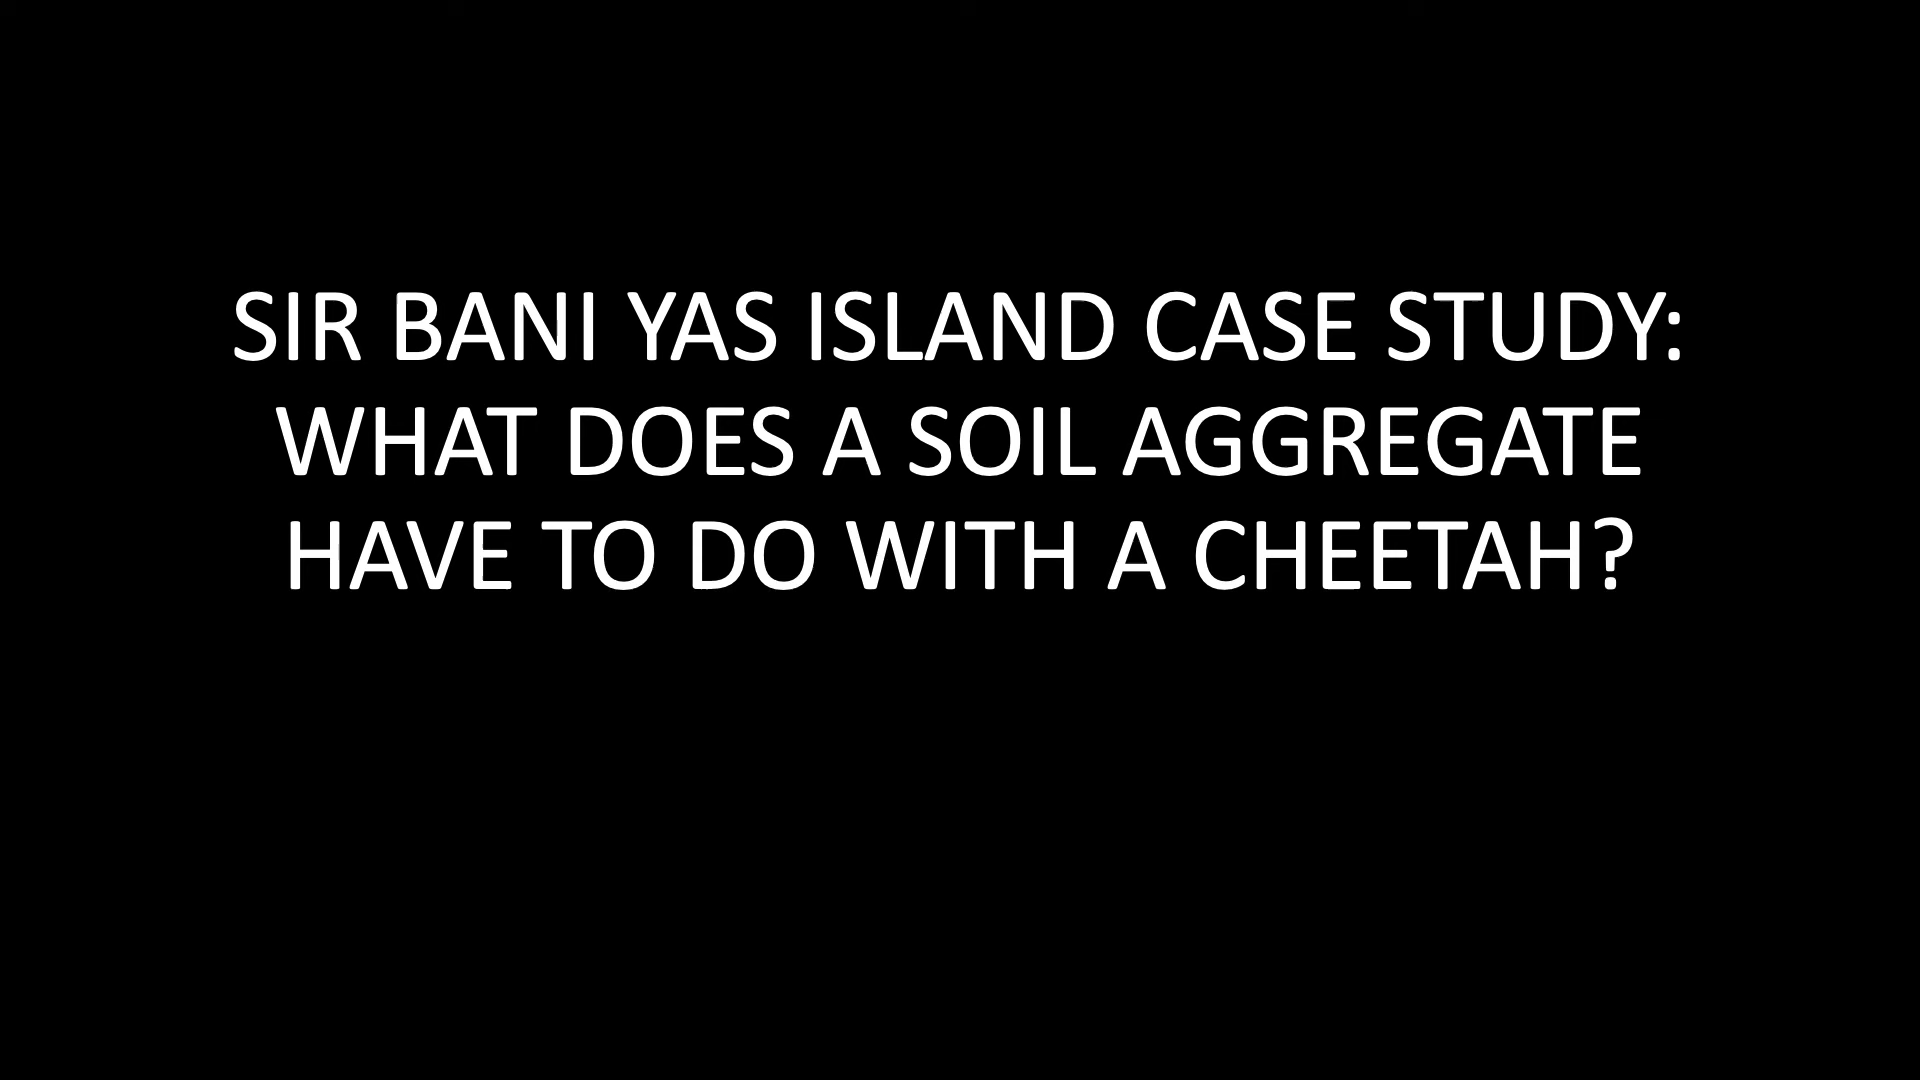 SIR BANI YAS ISLAND CASE STUDY:
WHAT DOES A SOIL AGGREGATE
HAVE TO DO WITH A CHEETAH?